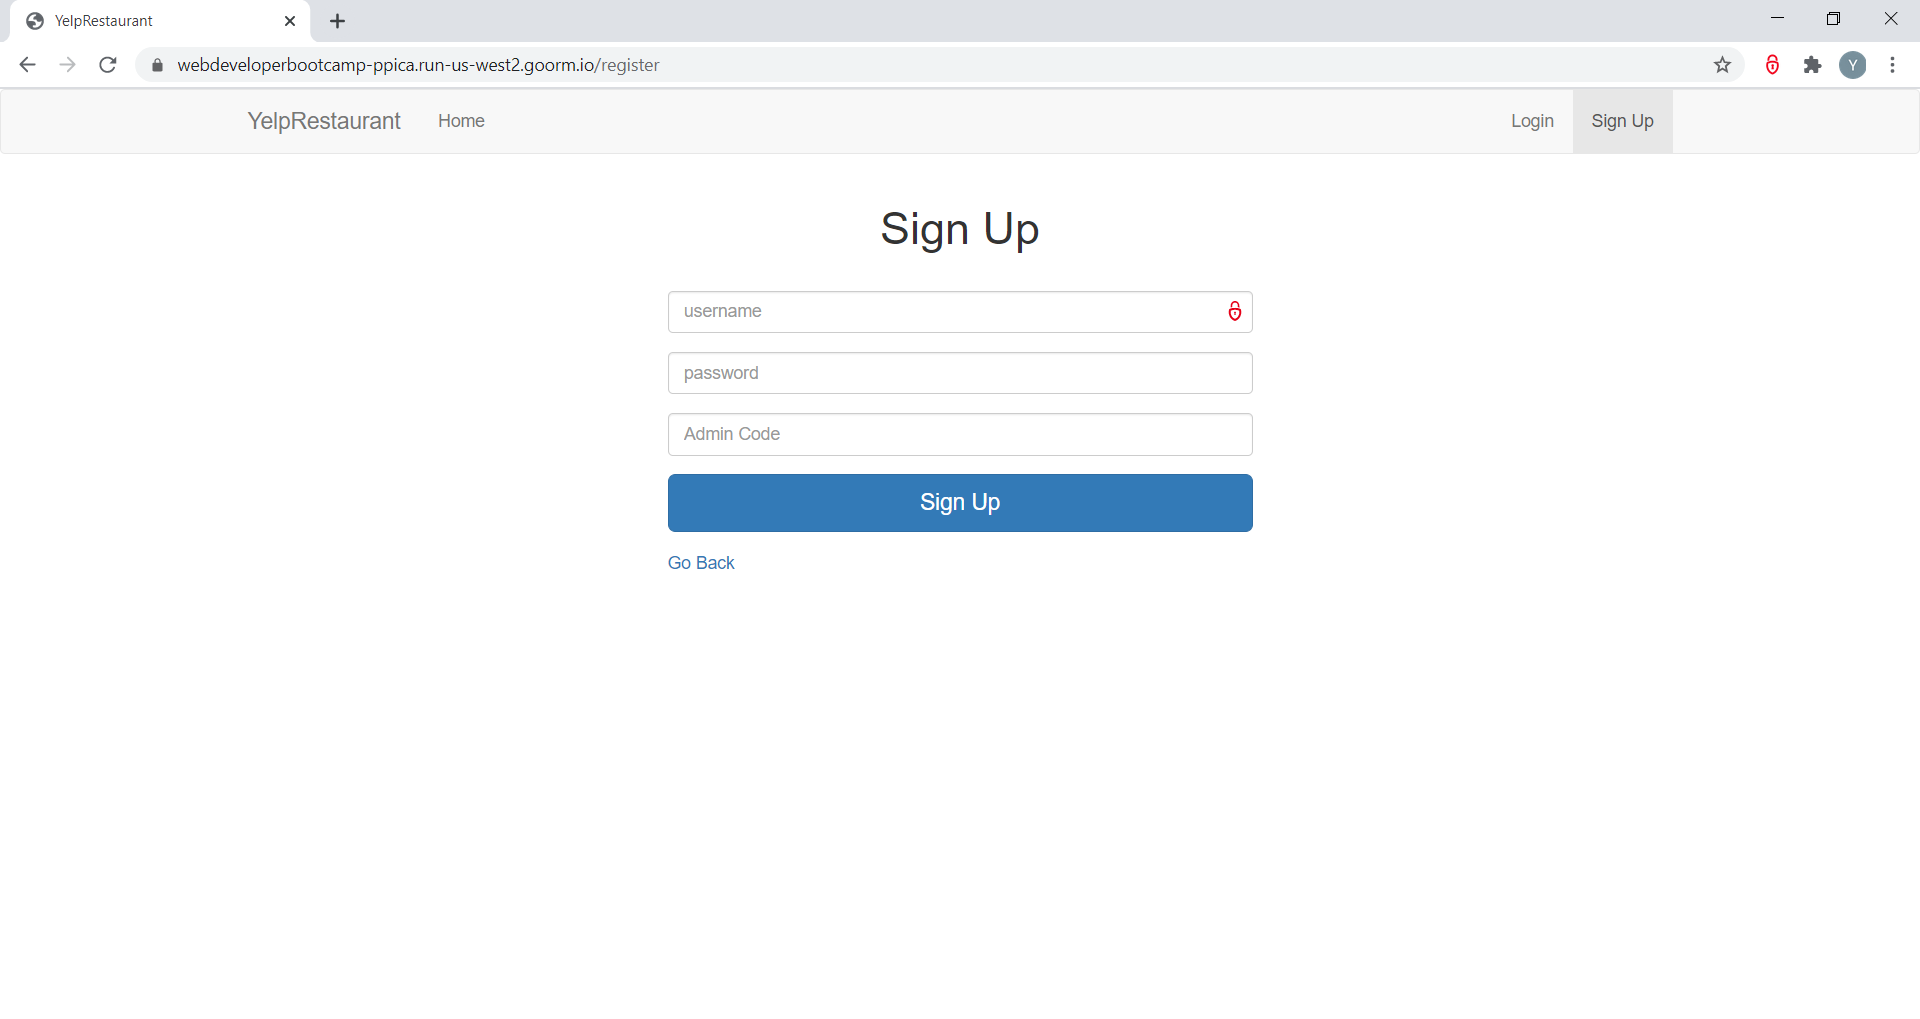 YelpRestaurant
webdeveloperbootcamp-ppica.run-us-west2.goorm.io/register
Y
YelpRestaurant Home Login Sign Up
Sign Up
username
password
Admin Code
Sign Up
Go Back